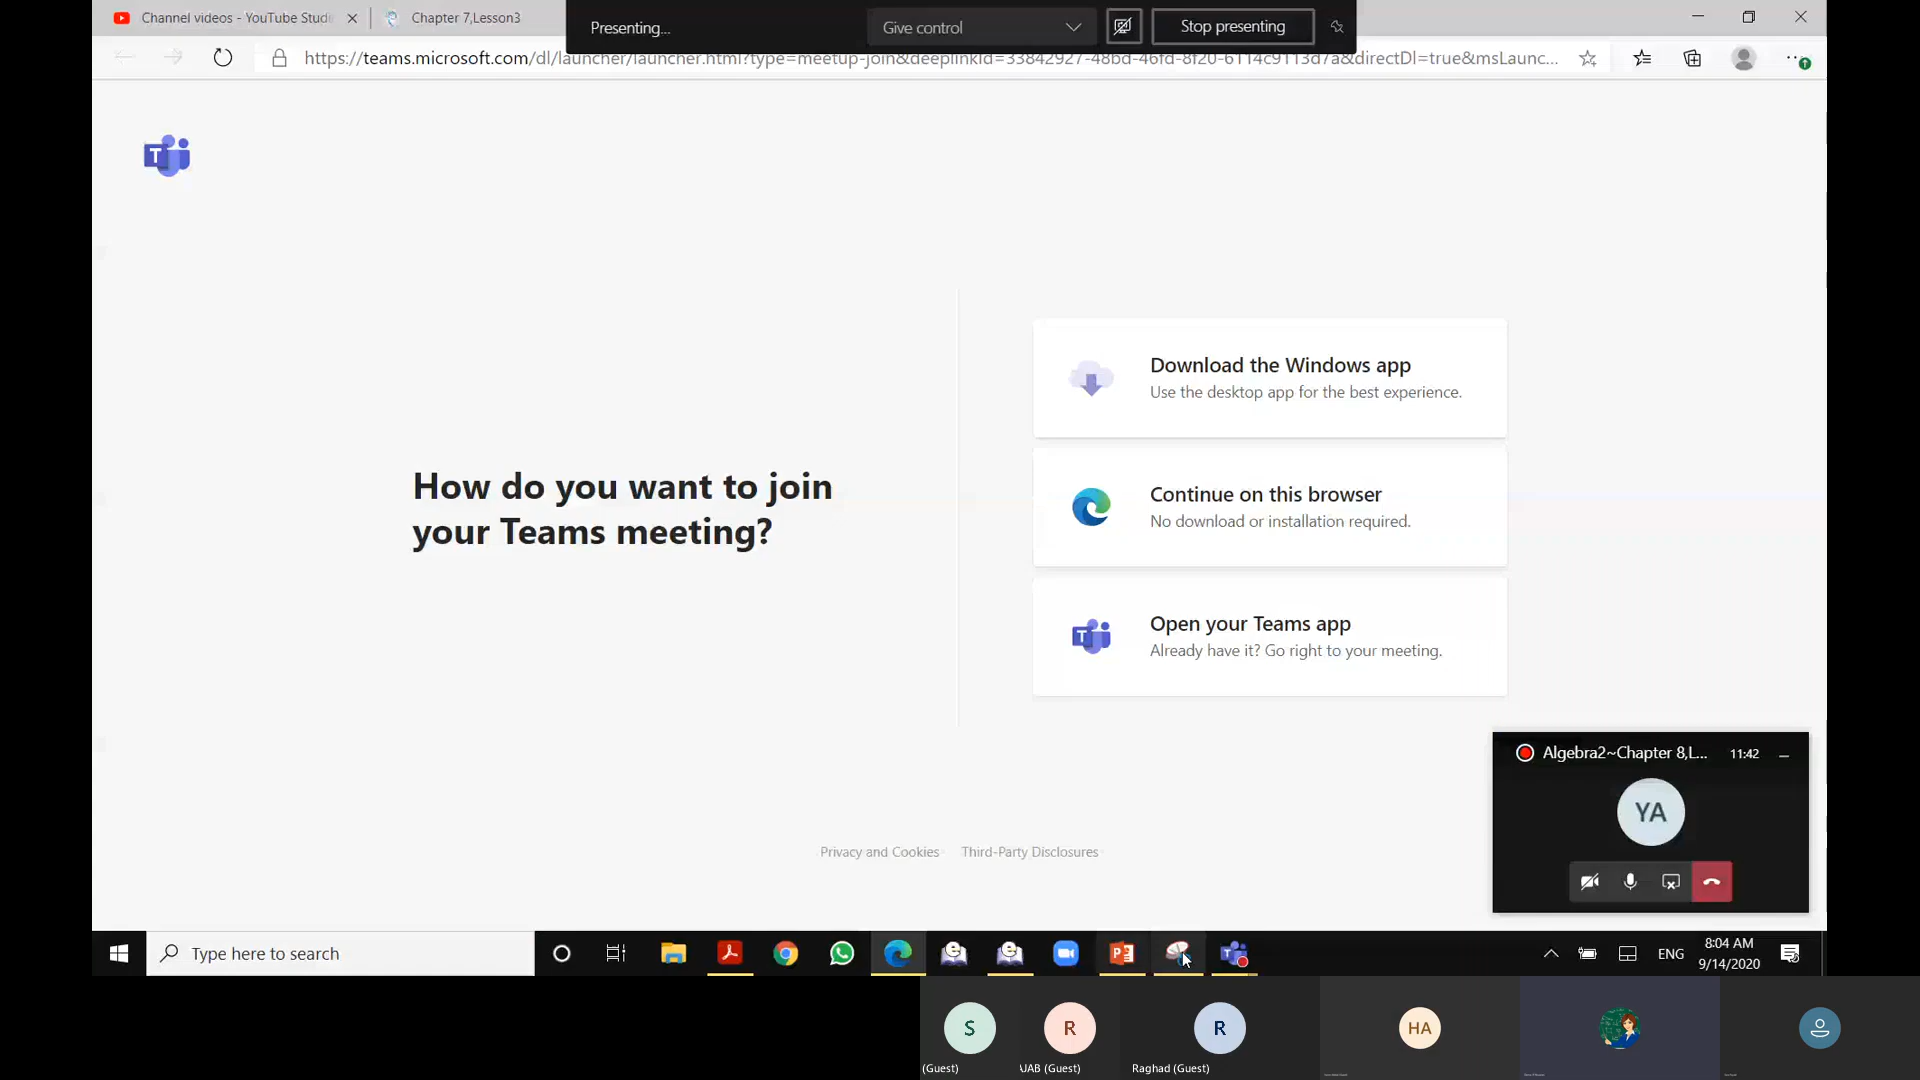 Channel videos - YouTube Studi
Chapter 7,Lesson3
Presenting...
Give control
Stop presenting
https://teams.microsoft.com/dl/launcher/launcher.html?type=meetup-join&deeplinkId=33842927-48bd-46fd-8f20-6114c9113d7a&directDl=true&msLaunc...
How do you want to join
your Teams meeting?
Download the Windows app
Use the desktop app for the best experience.
Continue on this browser
No download or installation required.
Open your Teams app
Already have it? Go right to your meeting.
Algebra2~Chapter 8,L... 11:42
YA
Privacy and Cookies Third-Party Disclosures
Type here to search
ENG
8:04 AM
9/14/2020
S
R
R
HA
(Guest)
JAB (Guest)
Raghad (Guest)